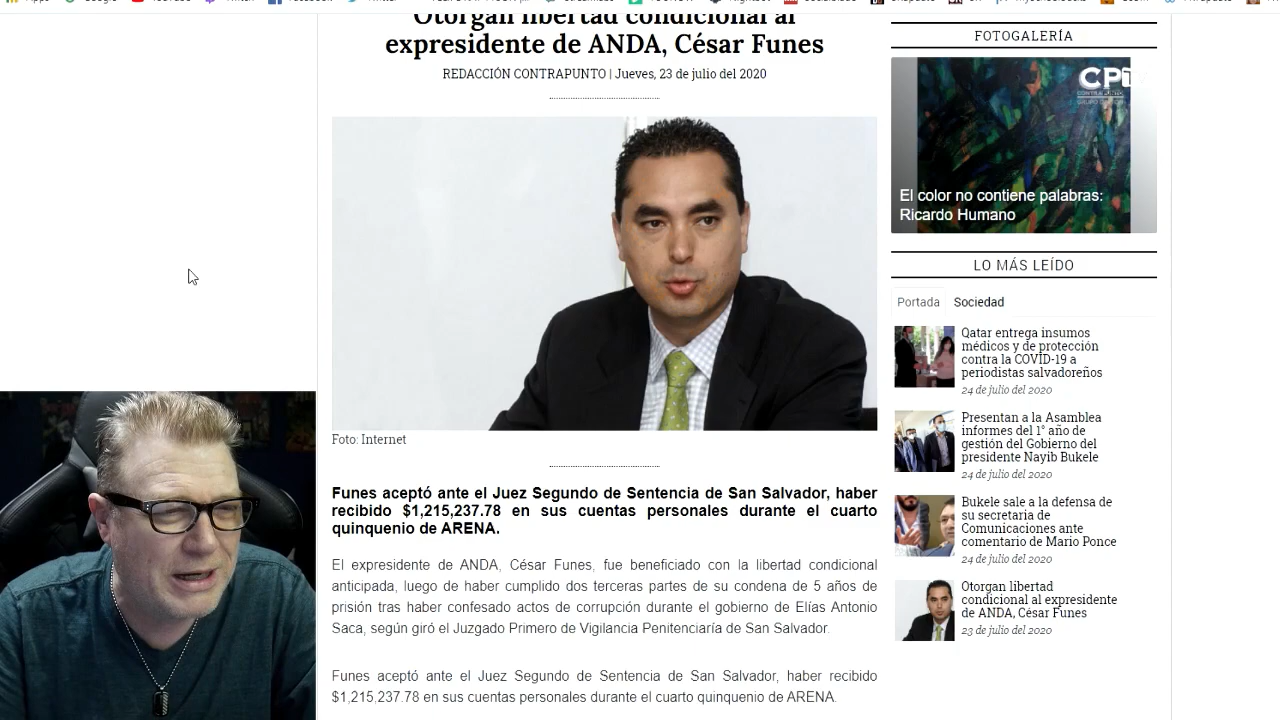 Apps
Google
YouTube
Twitch
Facebook
Twitter
Streamlabs
Nightbot
Otorgan libertad condicional al
expresidente de ANDA, César Funes
REDACCIÓN CONTRAPUNTO | Jueves, 23 de julio del 2020
Foto: Internet
Funes aceptó ante el Juez Segundo de Sentencia de San Salvador, haber
recibido $1,215,237.78 en sus cuentas personales durante el cuarto
quinquenio de ARENA.
El expresidente de ANDA, César Funes, fue beneficiado con la libertad condicional
anticipada, luego de haber cumplido dos terceras partes de su condena de 5 años de
prisión tras haber confesado actos de corrupción durante el gobierno de Elías Antonio
Saca, según giró el Juzgado Primero de Vigilancia Penitenciaría de San Salvador.
Funes aceptó ante el Juez Segundo de Sentencia de San Salvador, haber recibido
$1,215,237.78 en sus cuentas personales durante el cuarto quinquenio de ARENA.
FOTOGALERÍA
El color no contiene palabras:
Ricardo Humano
LO MÁS LEÍDO
Portada
Sociedad
Qatar entrega insumos
médicos y de protección
contra la COVID-19 a
periodistas salvadoreños
24 de julio del 2020
Presentan a la Asamblea
informes del 1° año de
gestión del Gobierno del
presidente Nayib Bukele
24 de julio del 2020
Bukele sale a la defensa de
su secretaria de
Comunicaciones ante
comentario de Mario Ponce
24 de julio del 2020
Otorgan libertad
condicional al expresidente
de ANDA, César Funes
23 de julio del 2020